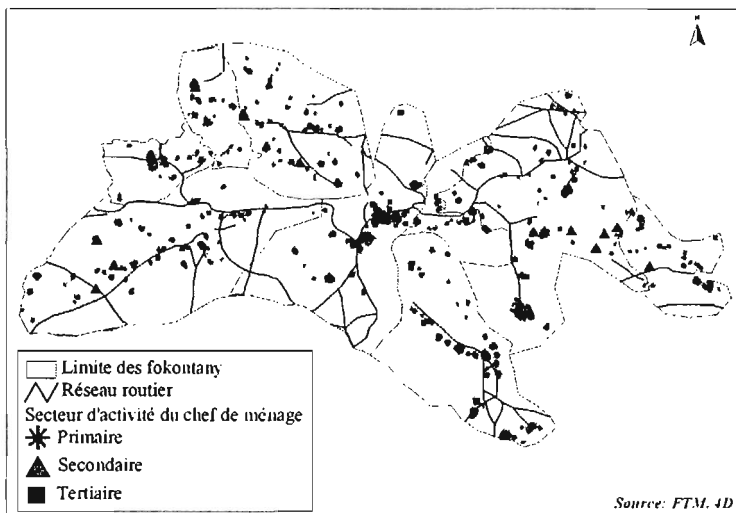 N
Limite des fokontany
Réseau routier
Secteur d'activité du chef de ménage
Primaire
Secondaire
Tertiaire
Source: FTM, 4D